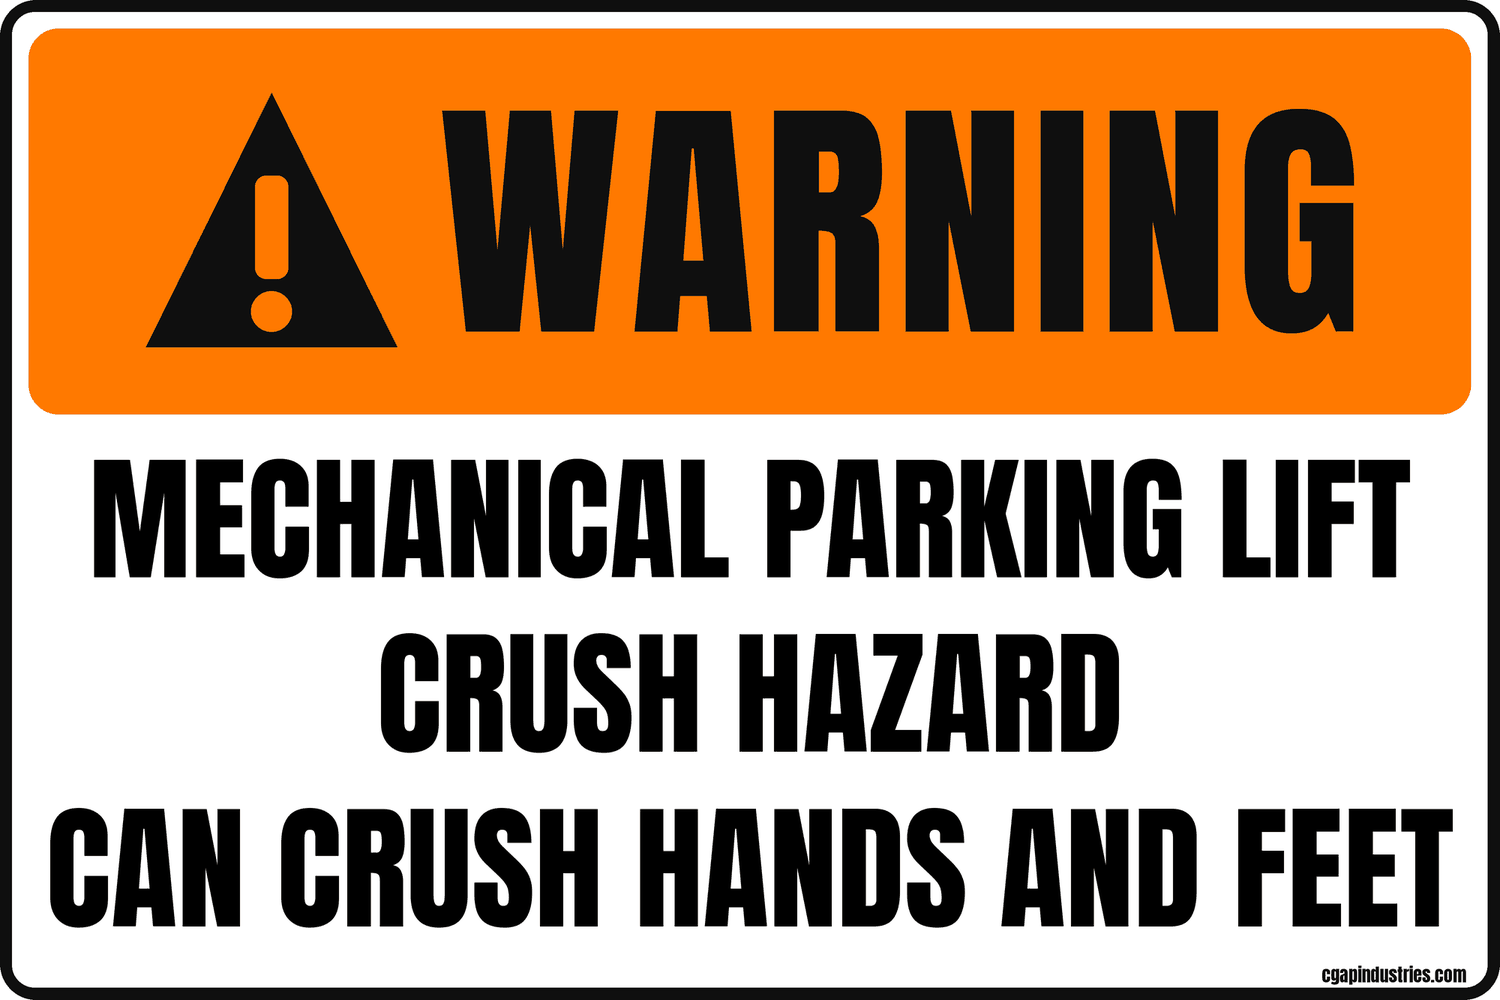 WARNING
MECHANICAL PARKING LIFT
CRUSH HAZARD
CAN CRUSH HANDS AND FEET
cgapindustries.com